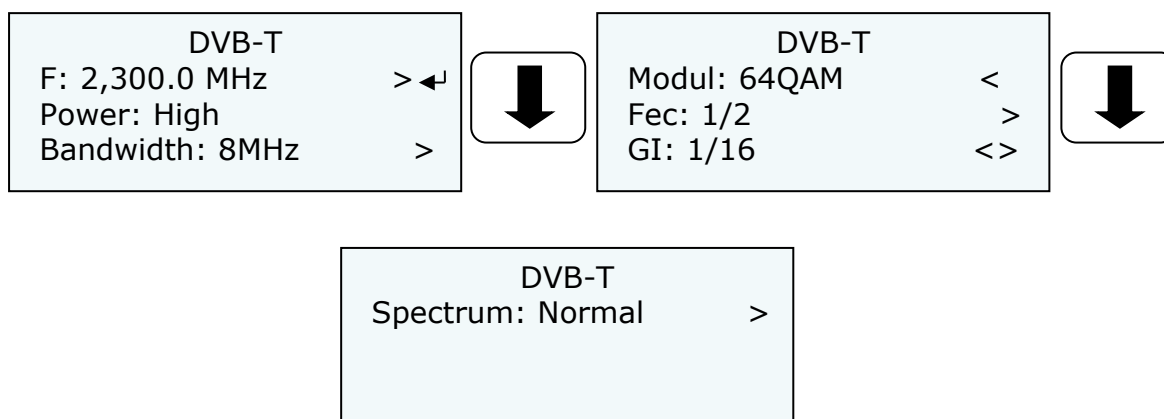 DVB-T
F: 2,300.0 MHz >↵
Power: High
Bandwidth: 8MHz >
DVB-T
Modul: 64QAM <
Fec: 1/2 >
GI: 1/16 <>
DVB-T
Spectrum: Normal >